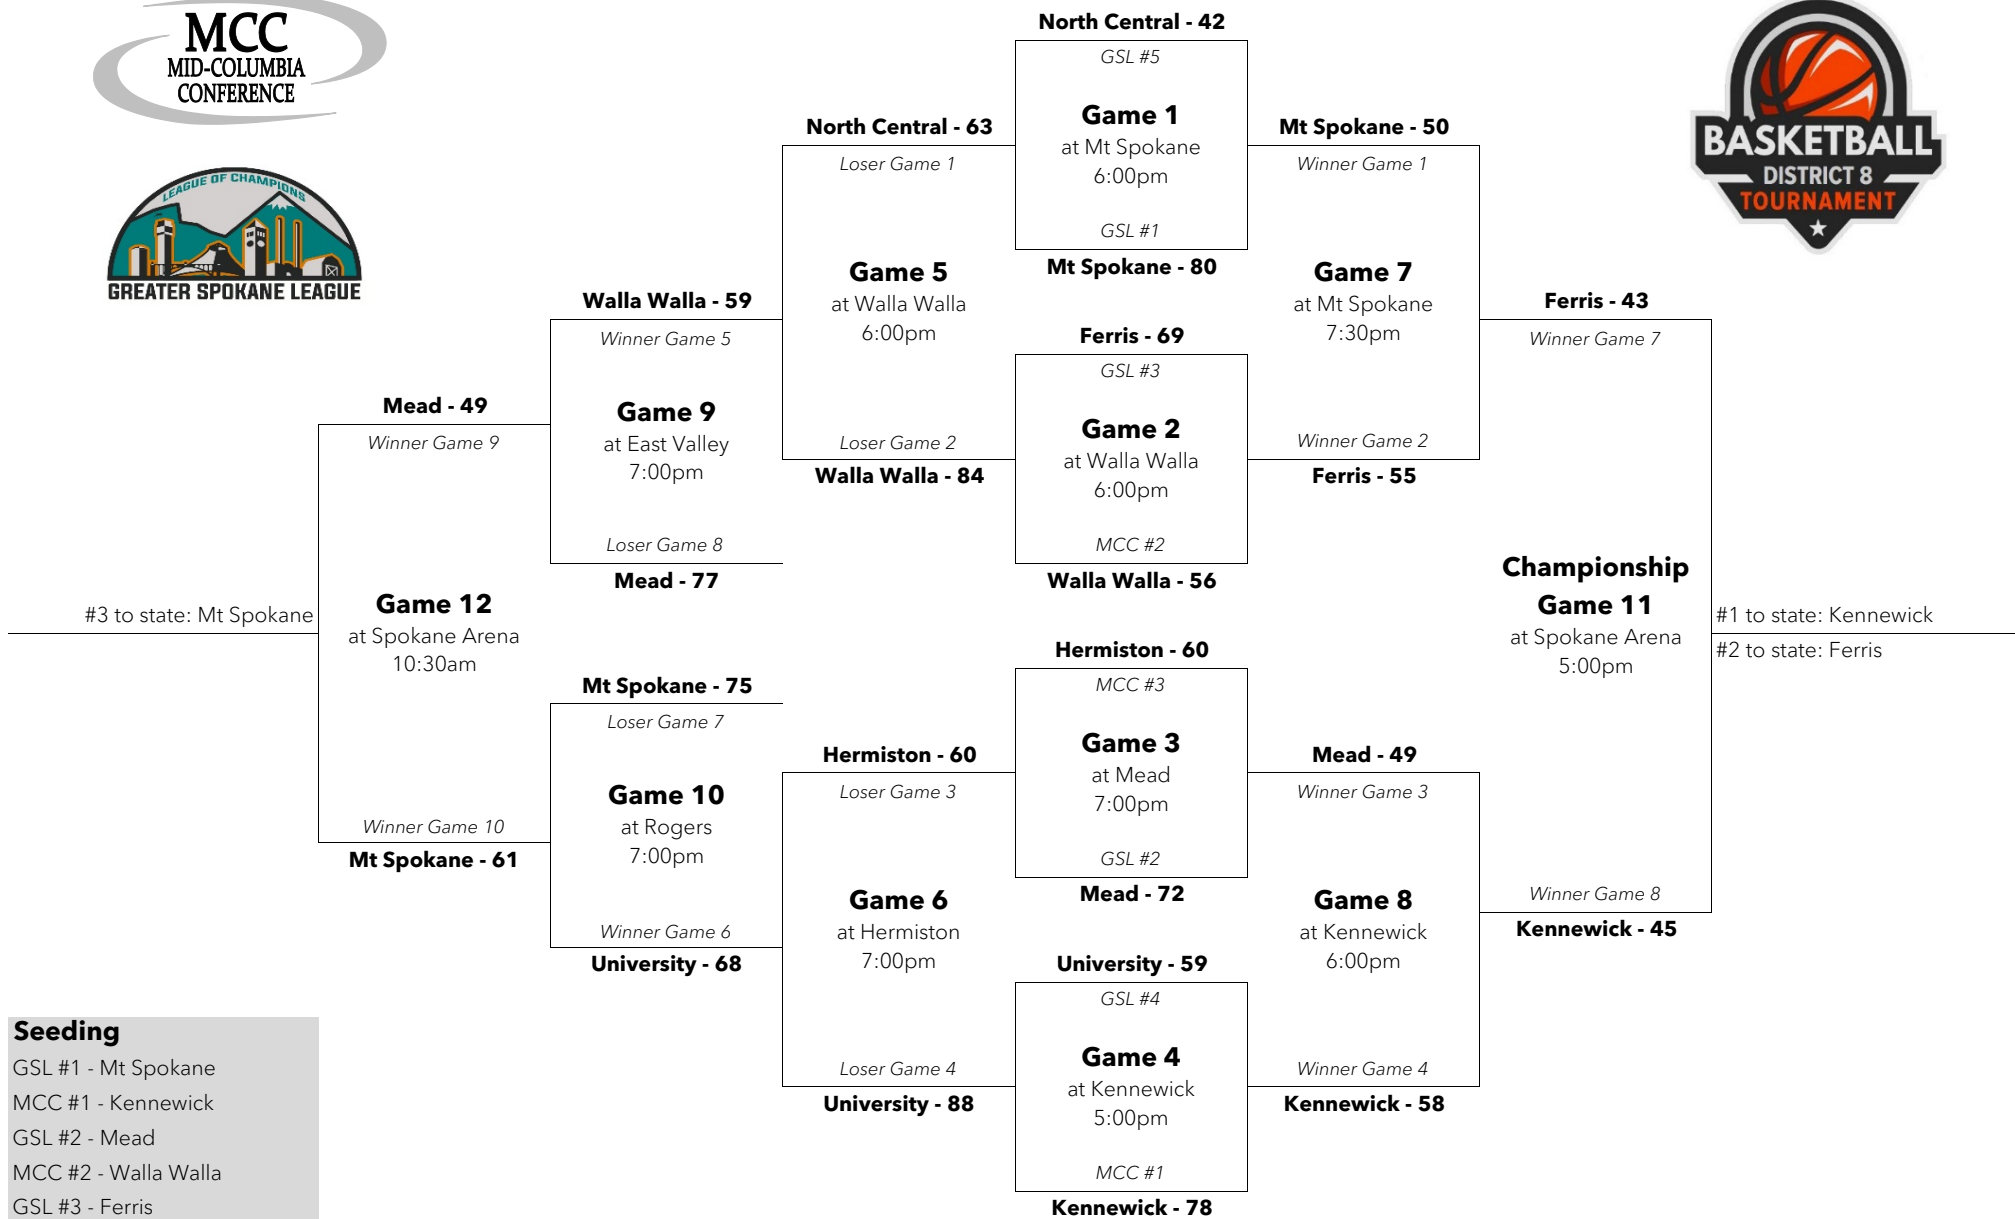 MCC
MID-COLUMBIA
CONFERENCE
LEAGUE OF CHAMPIONS
GREATER SPOKANE LEAGUE
BASKETBALL
DISTRICT 8
TOURNAMENT
North Central - 42
GSL #5
Game 1
at Mt Spokane
6:00pm
GSL #1
Mt Spokane - 80
North Central - 63
Loser Game 1
Game 5
at Walla Walla
6:00pm
Loser Game 2
Walla Walla - 84
Mt Spokane - 50
Winner Game 1
Game 7
at Mt Spokane
7:30pm
Winner Game 2
Ferris - 55
Ferris - 69
GSL #3
Game 2
at Walla Walla
6:00pm
MCC #2
Walla Walla - 56
Walla Walla - 59
Winner Game 5
Game 9
at East Valley
7:00pm
Loser Game 8
Mead - 77
Ferris - 43
Winner Game 7
Championship
Game 11
at Spokane Arena
5:00pm
Winner Game 8
Kennewick - 45
#1 to state: Kennewick
#2 to state: Ferris
Mead - 49
Winner Game 9
Game 12
at Spokane Arena
10:30am
Winner Game 10
Mt Spokane - 61
#3 to state: Mt Spokane
Mt Spokane - 75
Loser Game 7
Game 10
at Rogers
7:00pm
Winner Game 6
University - 68
Hermiston - 60
MCC #3
Game 3
at Mead
7:00pm
GSL #2
Mead - 72
Hermiston - 60
Loser Game 3
Game 6
at Hermiston
7:00pm
Loser Game 4
University - 88
Mead - 49
Winner Game 3
Game 8
at Kennewick
6:00pm
Winner Game 4
Kennewick - 58
University - 59
GSL #4
Game 4
at Kennewick
5:00pm
MCC #1
Kennewick - 78
Seeding
GSL #1 - Mt Spokane
MCC #1 - Kennewick
GSL #2 - Mead
MCC #2 - Walla Walla
GSL #3 - Ferris